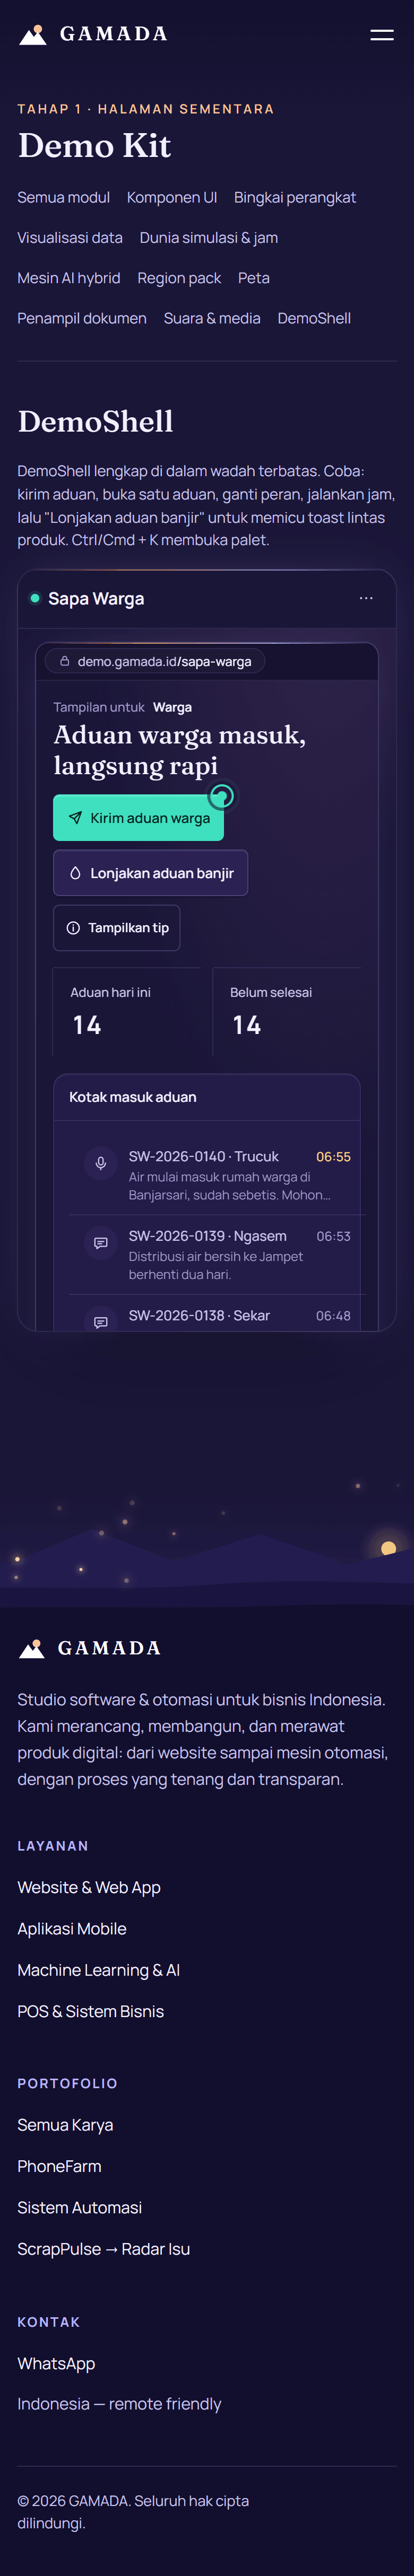 GAMADA
TAHAP 1 · HALAMAN SEMENTARA
Demo Kit
Semua modul Komponen UI Bingkai perangkat
Visualisasi data Dunia simulasi & jam
Mesin AI hybrid Region pack Peta
Penampil dokumen Suara & media DemoShell
DemoShell
DemoShell lengkap di dalam wadah terbatas. Coba:
kirim aduan, buka satu aduan, ganti peran, jalankan jam,
lalu "Lonjakan aduan banjir" untuk memicu toast lintas
produk. Ctrl/Cmd + K membuka palet.
Sapa Warga
demo.gamada.id/sapa-warga
Tampilan untuk Warga
Aduan warga masuk,
langsung rapi
Kirim aduan warga
Lonjakan aduan banjir
Tampilkan tip
Aduan hari ini Belum selesai
14 14
Kotak masuk aduan
SW-2026-0140 · Trucuk 06:55
Air mulai masuk rumah warga di
Banjarsari, sudah sebetis. Mohon…
SW-2026-0139 · Ngasem 06:53
Distribusi air bersih ke Jampet
berhenti dua hari.
SW-2026-0138 · Sekar 06:48
GAMADA
Studio software & otomasi untuk bisnis Indonesia.
Kami merancang, membangun, dan merawat
produk digital: dari website sampai mesin otomasi,
dengan proses yang tenang dan transparan.
LAYANAN
Website & Web App
Aplikasi Mobile
Machine Learning & AI
POS & Sistem Bisnis
PORTOFOLIO
Semua Karya
PhoneFarm
Sistem Automasi
ScrapPulse → Radar Isu
KONTAK
WhatsApp
Indonesia — remote friendly
© 2026 GAMADA. Seluruh hak cipta
dilindungi.